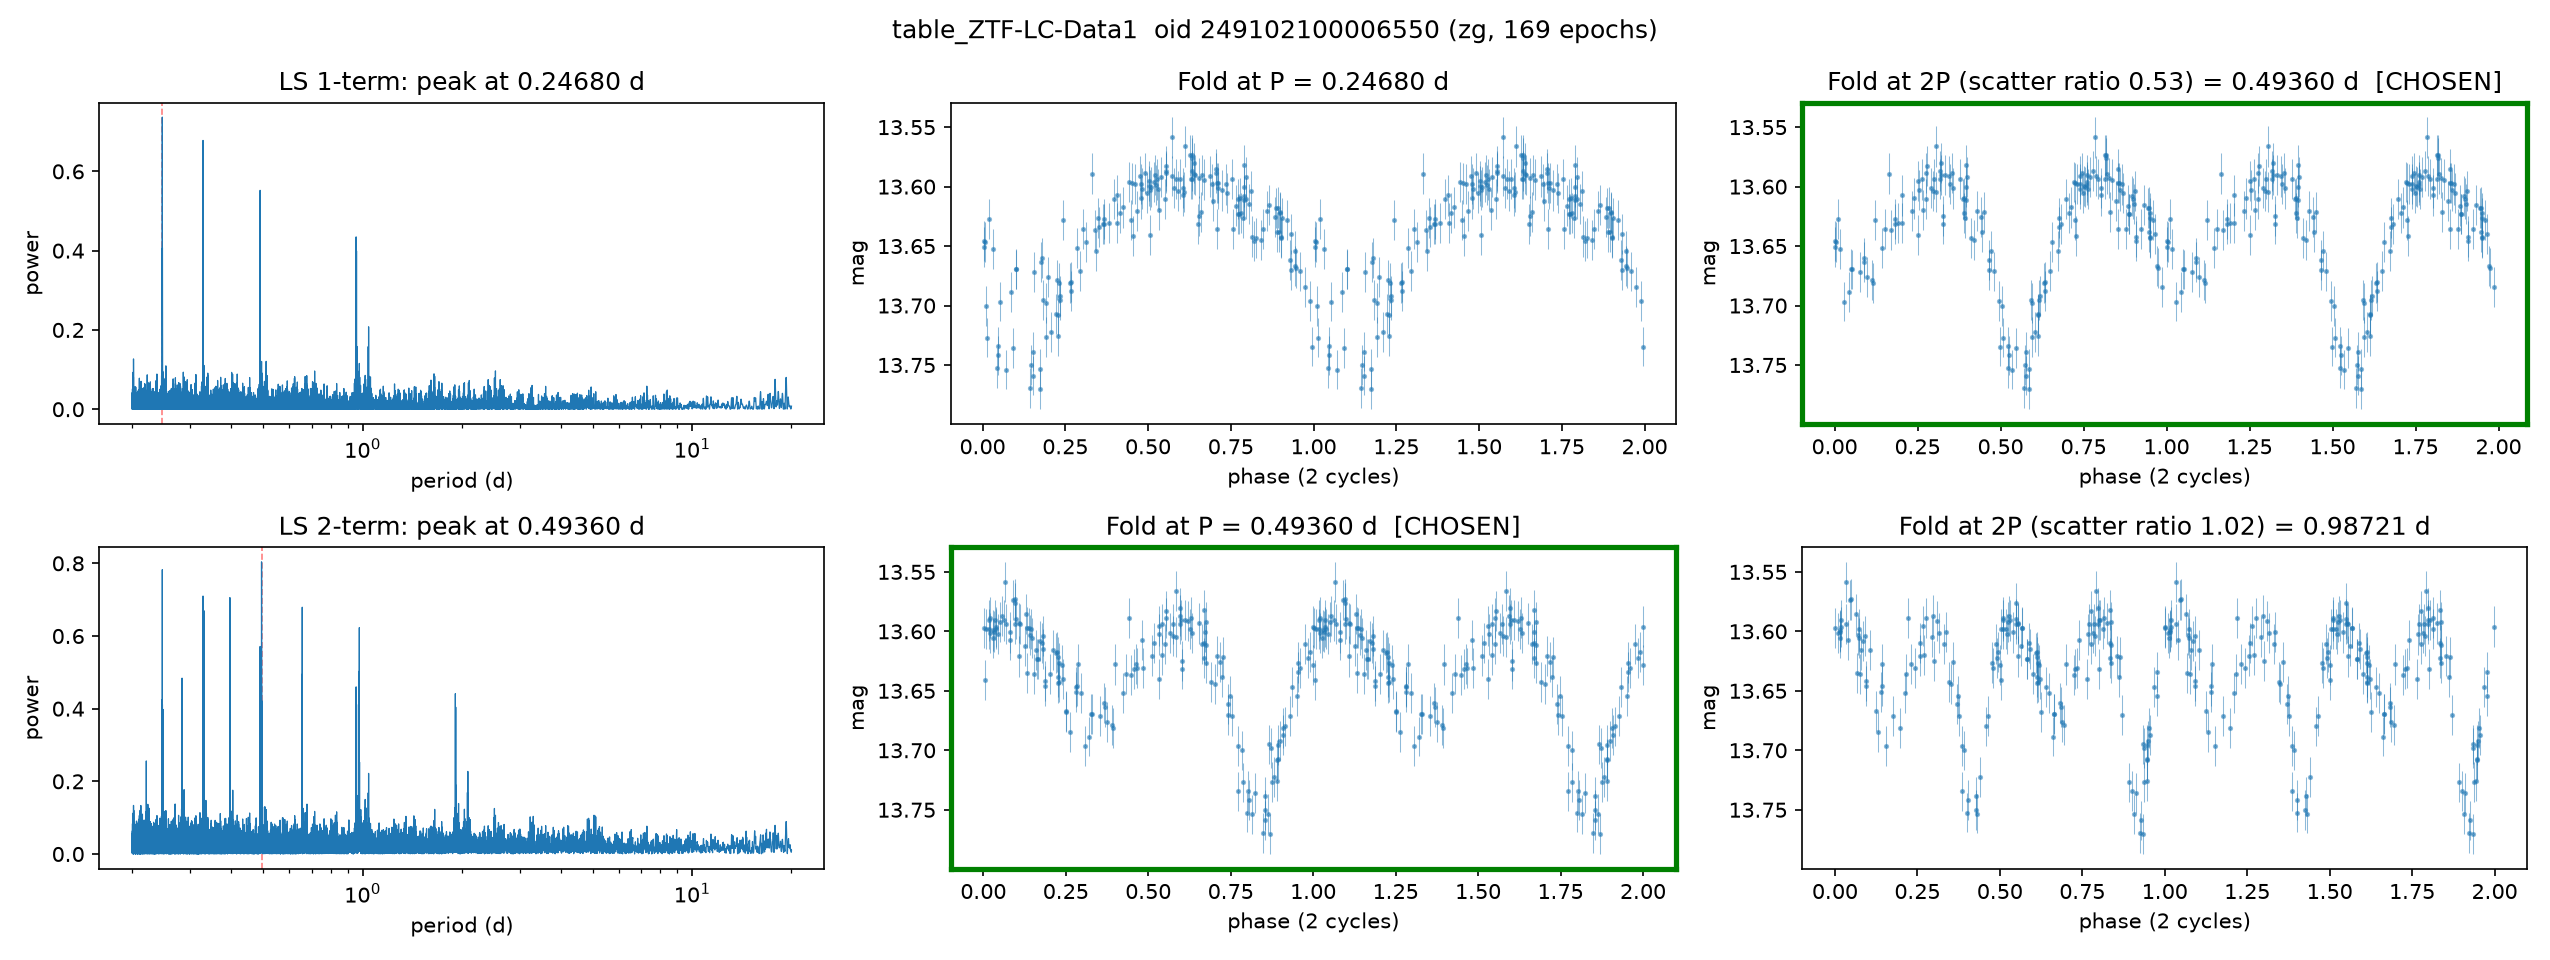 table_ZTF-LC-Data1  oid 249102100006550 (zg, 169 epochs)
LS 1-term: peak at 0.24680 d
power
0.6
0.4
0.2
0.0
10⁰
10¹
period (d)
Fold at P = 0.24680 d
mag
13.55
13.60
13.65
13.70
13.75
0.00 0.25 0.50 0.75 1.00 1.25 1.50 1.75 2.00
phase (2 cycles)
Fold at 2P (scatter ratio 0.53) = 0.49360 d  [CHOSEN]
mag
13.55
13.60
13.65
13.70
13.75
0.00 0.25 0.50 0.75 1.00 1.25 1.50 1.75 2.00
phase (2 cycles)
LS 2-term: peak at 0.49360 d
power
0.8
0.6
0.4
0.2
0.0
10⁰
10¹
period (d)
Fold at P = 0.49360 d  [CHOSEN]
mag
13.55
13.60
13.65
13.70
13.75
0.00 0.25 0.50 0.75 1.00 1.25 1.50 1.75 2.00
phase (2 cycles)
Fold at 2P (scatter ratio 1.02) = 0.98721 d
mag
13.55
13.60
13.65
13.70
13.75
0.00 0.25 0.50 0.75 1.00 1.25 1.50 1.75 2.00
phase (2 cycles)